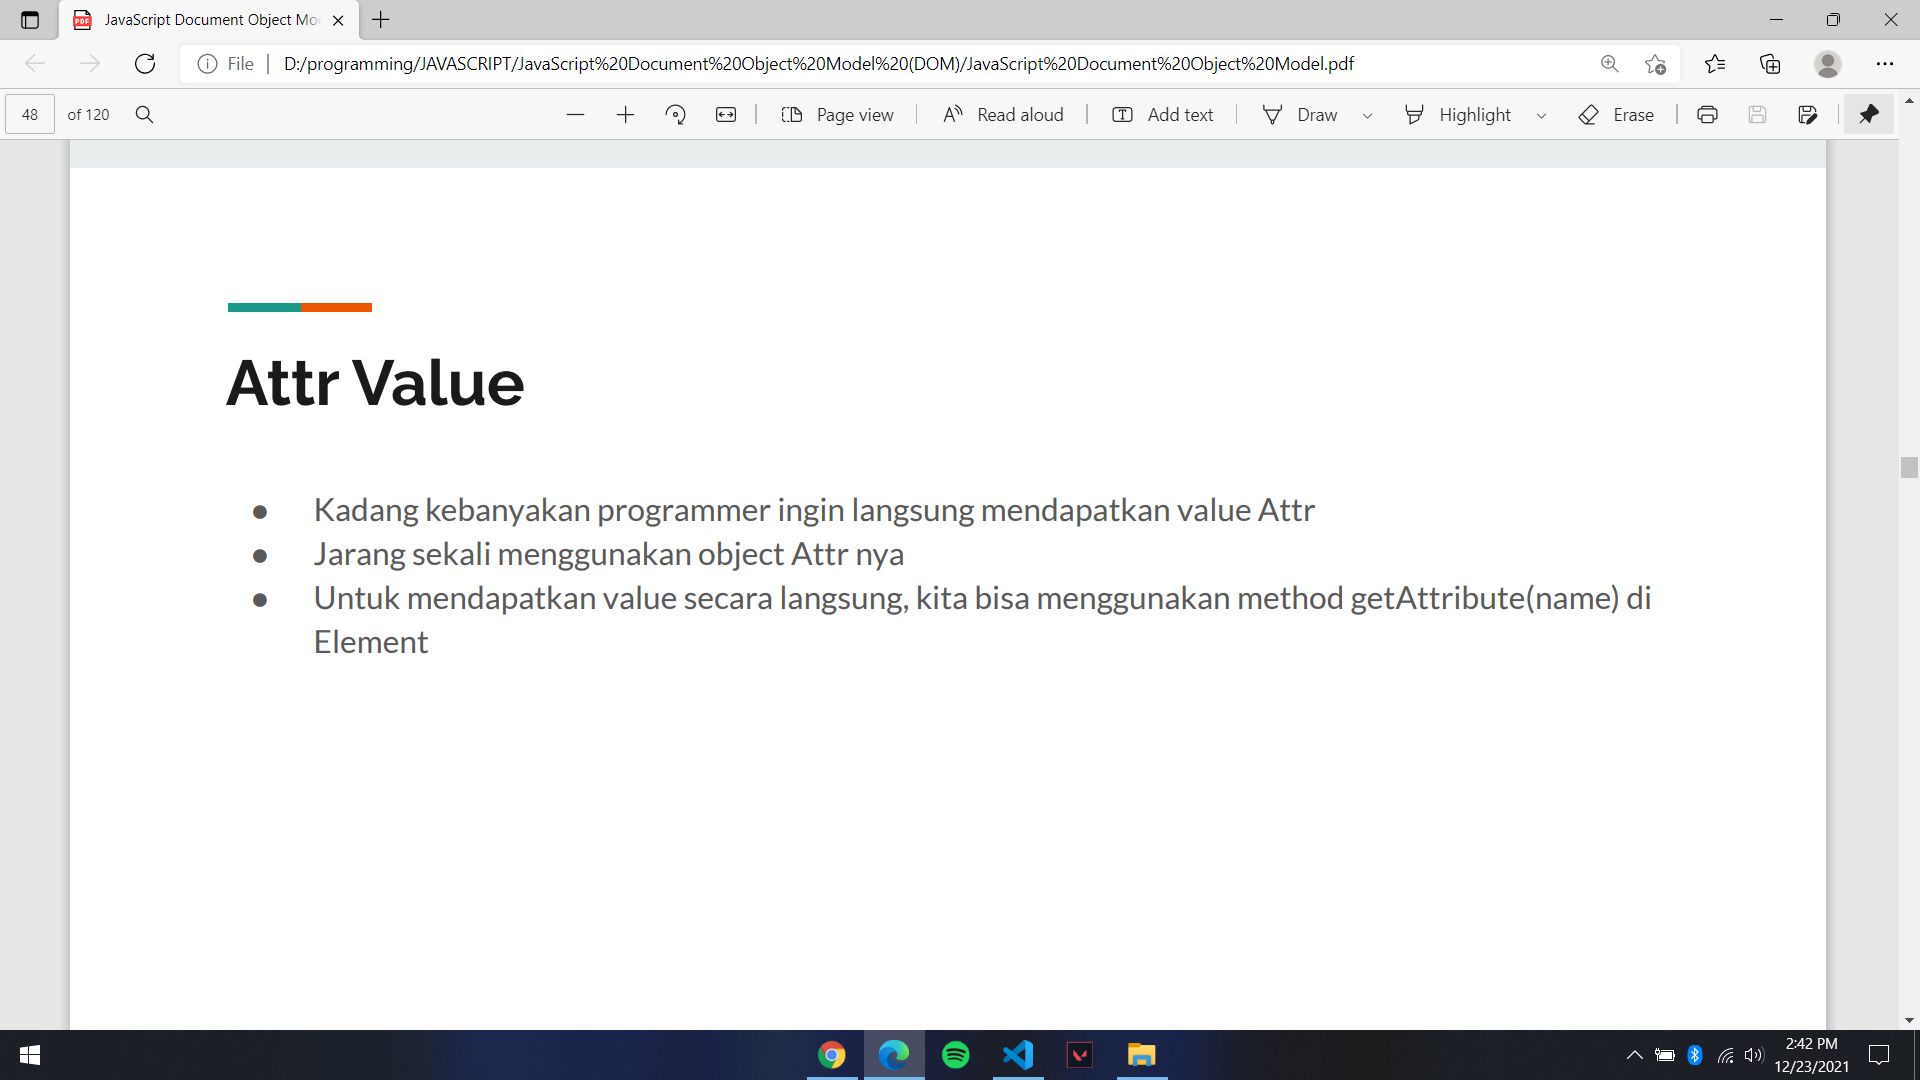 JavaScript Document Object Mo
File
D:/programming/JAVASCRIPT/JavaScript%20Document%20Object%20Model%20(DOM)/JavaScript%20Document%20Object%20Model.pdf
48 of 120
Page view
Read aloud
Add text
Draw
Highlight
Erase
Attr Value
● Kadang kebanyakan programmer ingin langsung mendapatkan value Attr
● Jarang sekali menggunakan object Attr nya
● Untuk mendapatkan value secara langsung, kita bisa menggunakan method getAttribute(name) di
Element
2:42 PM
12/23/2021